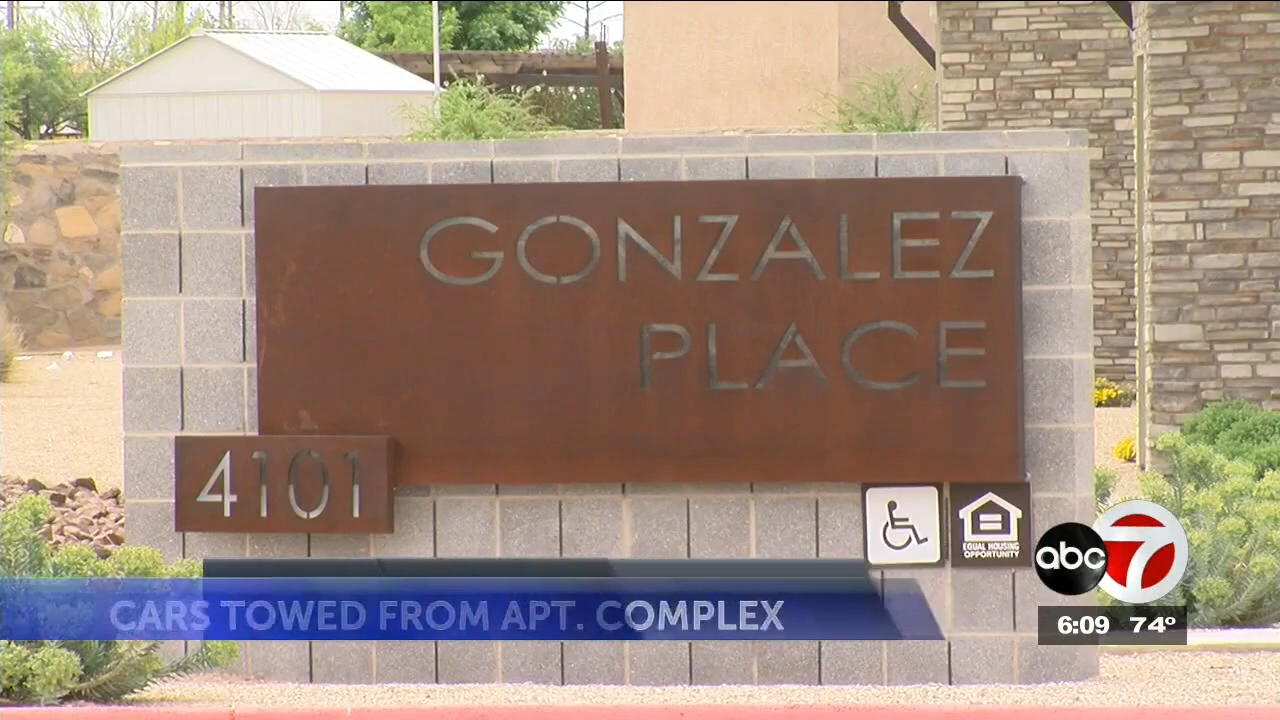 GONZALEZ
PLACE
4101
EQUAL HOUSING
OPPORTUNITY
abc 7
CARS TOWED FROM APT. COMPLEX
6:09 74°